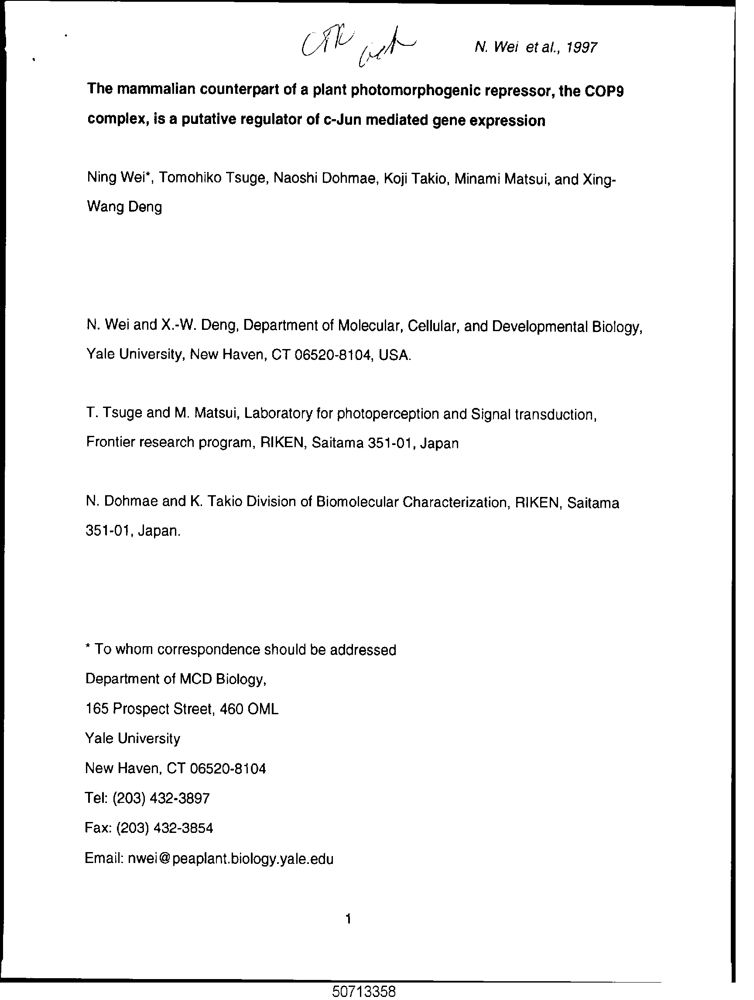 N. Wei et al., 1997
The mammalian counterpart of a plant photomorphogenic repressor, the COP9
complex, is a putative regulator of c-Jun mediated gene expression
Ning Wei*, Tomohiko Tsuge, Naoshi Dohmae, Koji Takio, Minami Matsui, and Xing-
Wang Deng
N. Wei and X.-W. Deng, Department of Molecular, Cellular, and Developmental Biology,
Yale University, New Haven, CT 06520-8104, USA.
T. Tsuge and M. Matsui, Laboratory for photoperception and Signal transduction,
Frontier research program, RIKEN, Saitama 351-01, Japan
N. Dohmae and K. Takio Division of Biomolecular Characterization, RIKEN, Saitama
351-01, Japan.
* To whom correspondence should be addressed
Department of MCD Biology,
165 Prospect Street, 460 OML
Yale University
New Haven, CT 06520-8104
Tel: (203) 432-3897
Fax: (203) 432-3854
Email: nwei@peaplant.biology.yale.edu
1
50713358